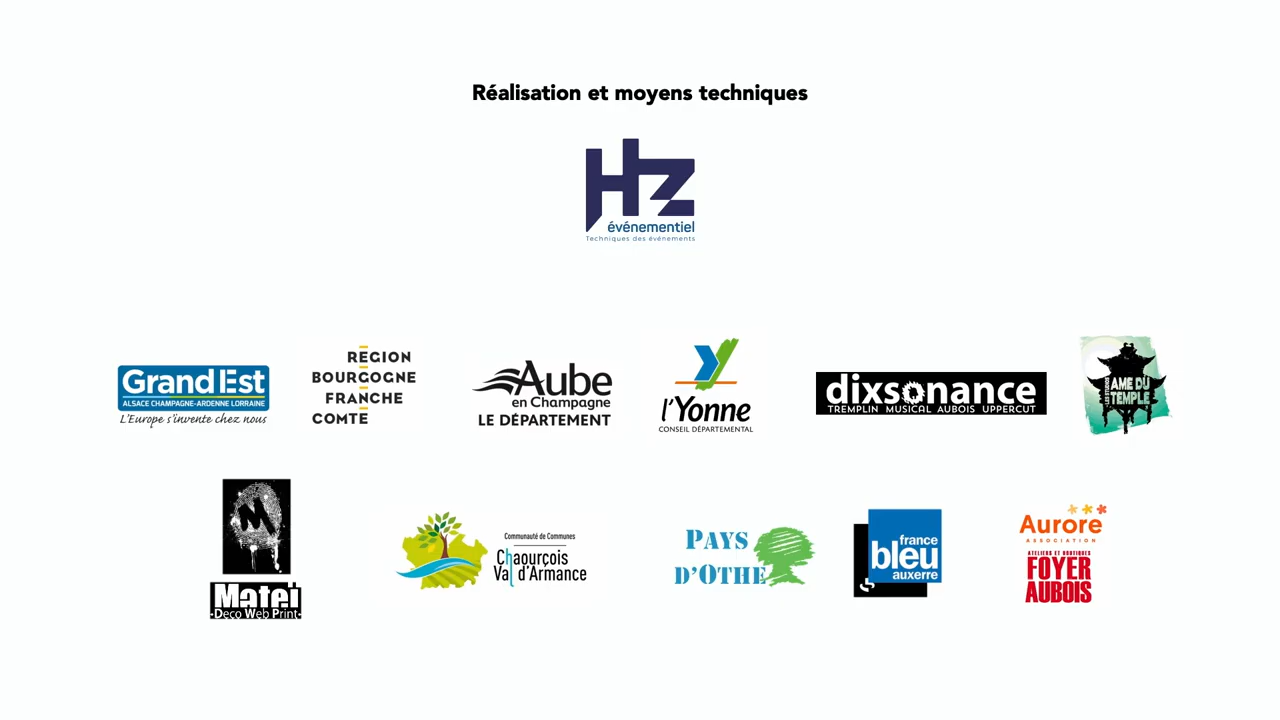 Réalisation et moyens techniques
Hz
événementiel
Techniques des événements
Grand Est
ALSACE CHAMPAGNE-ARDENNE LORRAINE
L'Europe s'invente chez nous
REGION
BOURGOGNE
FRANCHE
COMTE
Aube
en Champagne
LE DÉPARTEMENT
l'Yonne
CONSEIL DÉPARTEMENTAL
dixsonance
TREMPLIN MUSICAL AUBOIS UPPERCUT
AME DU
TEMPLE
M
Matei
Deco Web Print
Communauté de Communes
Chaourçois
Val d'Armance
PAYS
D'OTHE
france
bleu
auxerre
Aurore
ASSOCIATION
ATELIERS ET BOUTIQUES
FOYER
AUBOIS